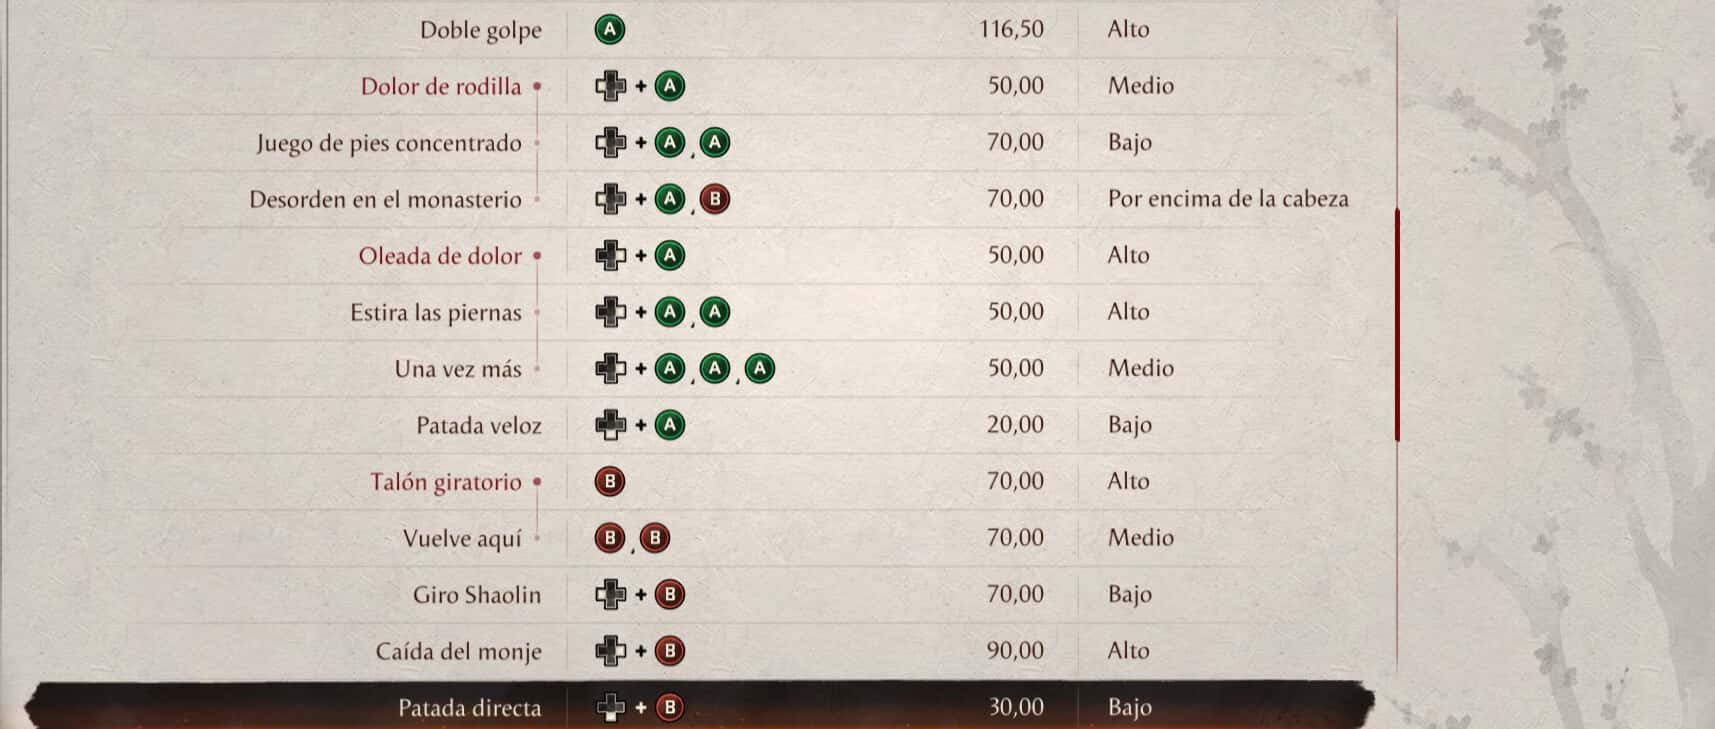 Doble golpe A 116,50 Alto
Dolor de rodilla + A 50,00 Medio
Juego de pies concentrado + A , A 70,00 Bajo
Desorden en el monasterio + A , B 70,00 Por encima de la cabeza
Oleada de dolor + A 50,00 Alto
Estira las piernas + A , A 50,00 Alto
Una vez más + A , A , A 50,00 Medio
Patada veloz + A 20,00 Bajo
Talón giratorio B 70,00 Alto
Vuelve aquí B , B 70,00 Medio
Giro Shaolin + B 70,00 Bajo
Caída del monje + B 90,00 Alto
Patada directa + B 30,00 Bajo